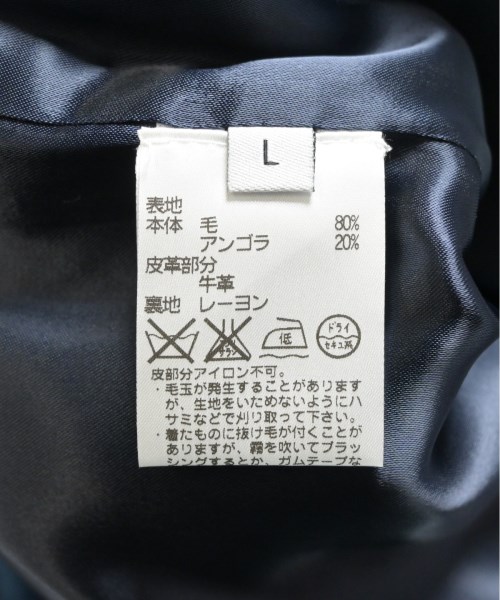 L
表地
本体 毛 80%
アンゴラ 20%
皮革部分
牛革
裏地 レーヨン
低 ドライ
セキユ系
皮部分アイロン不可。
・毛玉が発生することがあります
が、生地をいためないようにハ
サミなどで刈り取って下さい。
・着たものに抜け毛が付くことが
ありますが、霧を吹いてブラッ
シングするとか、ガムテープな